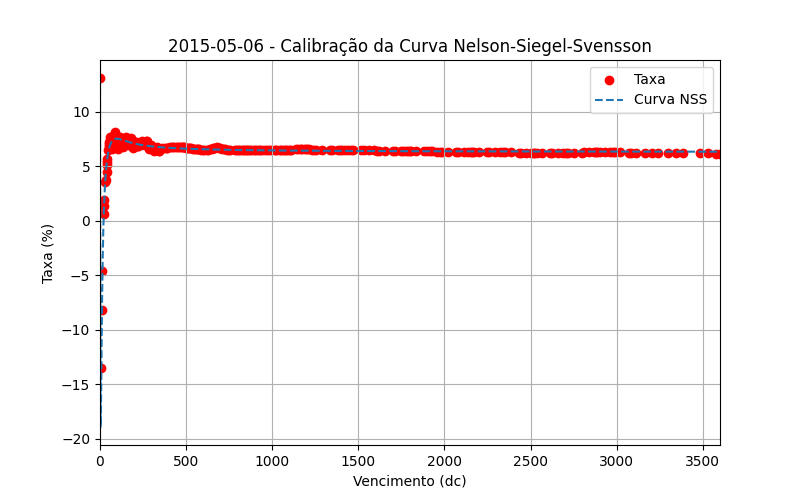 2015-05-06 - Calibração da Curva Nelson-Siegel-Svensson
Taxa
Curva NSS
10
5
0
−5
−10
−15
−20
Taxa (%)
0 500 1000 1500 2000 2500 3000 3500
Vencimento (dc)